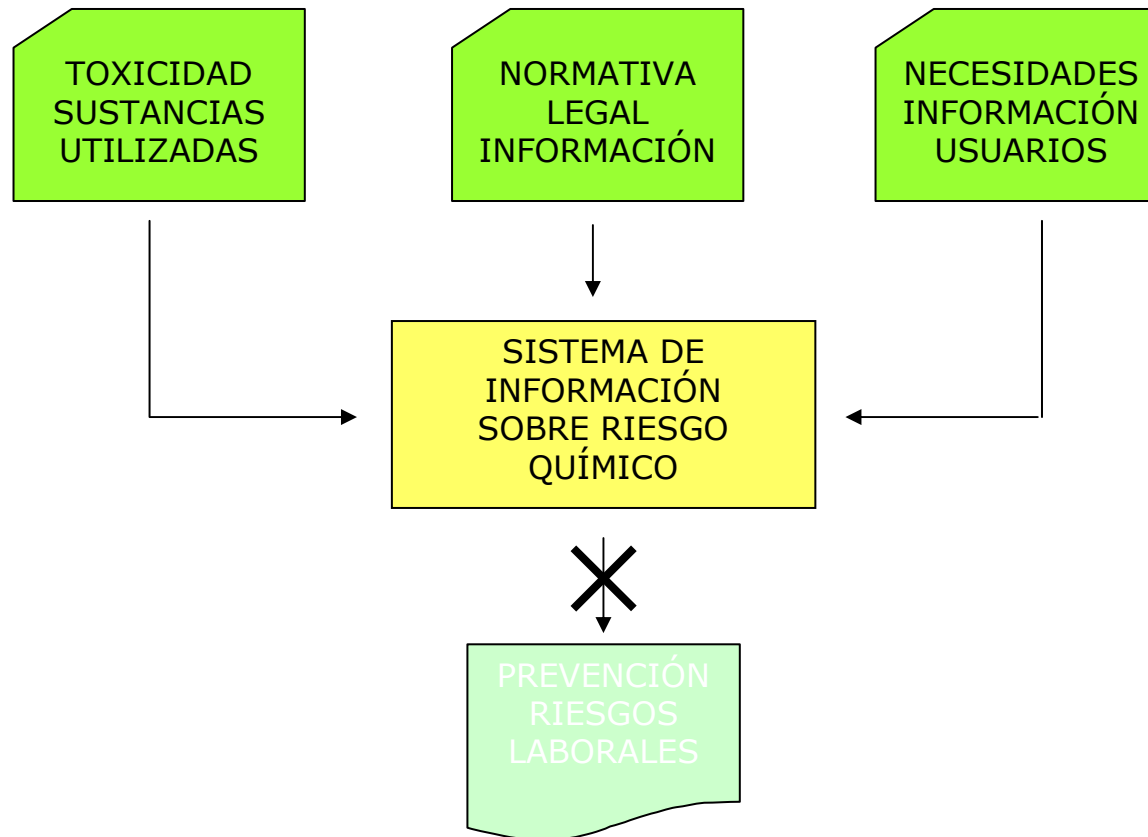 TOXICIDAD
SUSTANCIAS
UTILIZADAS
NORMATIVA
LEGAL
INFORMACIÓN
NECESIDADES
INFORMACIÓN
USUARIOS
SISTEMA DE
INFORMACIÓN
SOBRE RIESGO
QUÍMICO
PREVENCIÓN
RIESGOS
LABORALES